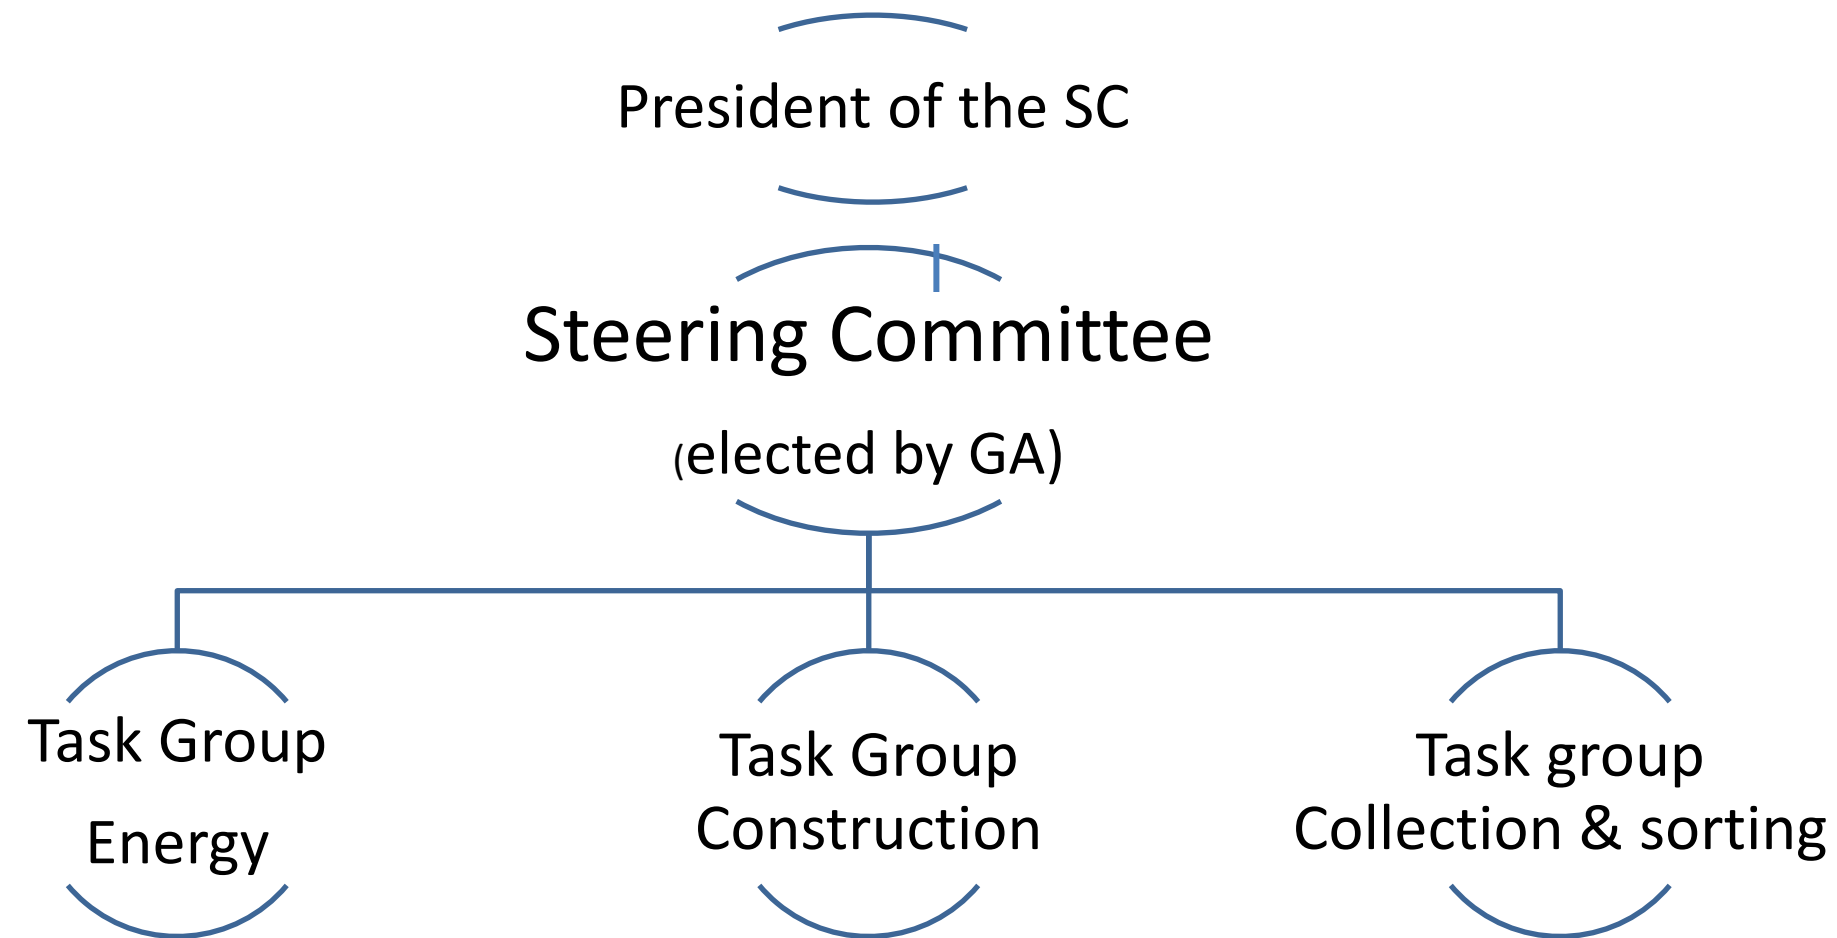 President of the SC
Steering Committee
(elected by GA)
Task Group
Energy
Task Group
Construction
Task group
Collection & sorting